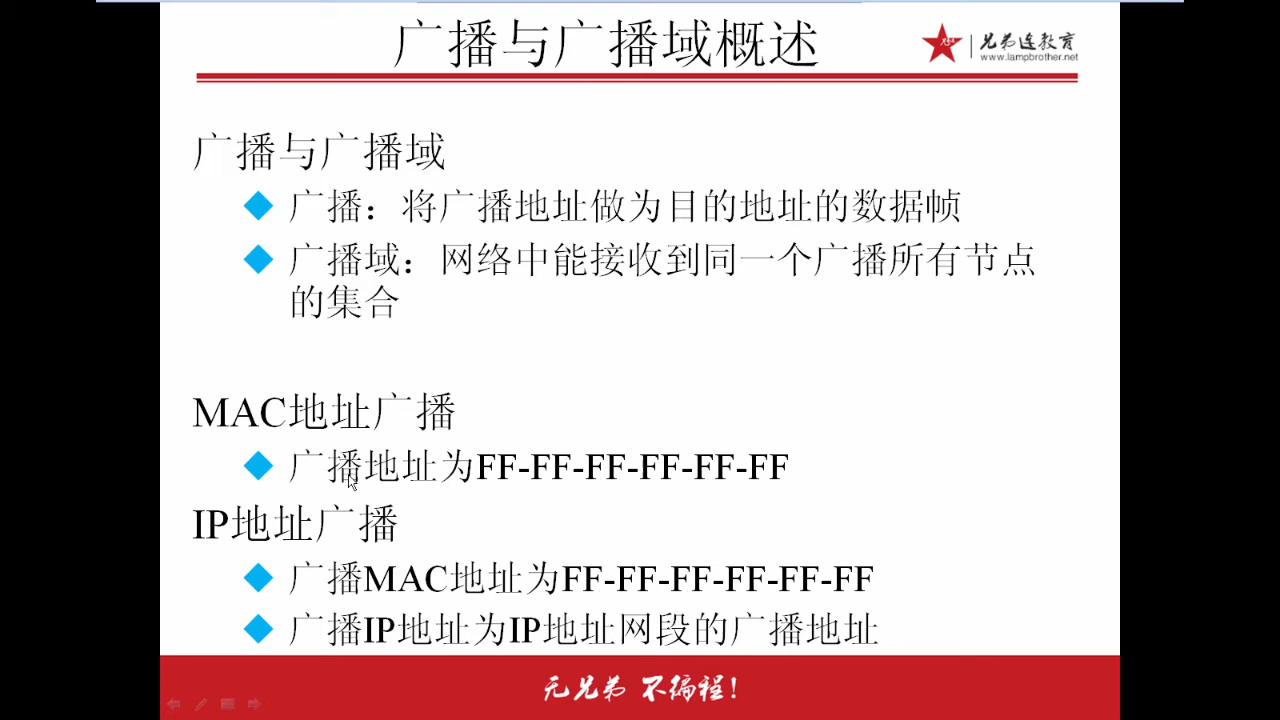 广播与广播域概述
兄弟连教育
www.lampbrother.net
广播与广播域
广播：将广播地址做为目的地址的数据帧
广播域：网络中能接收到同一个广播所有节点
的集合
MAC地址广播
广播地址为FF-FF-FF-FF-FF-FF
IP地址广播
广播MAC地址为FF-FF-FF-FF-FF-FF
广播IP地址为IP地址网段的广播地址
无兄弟 不编程！